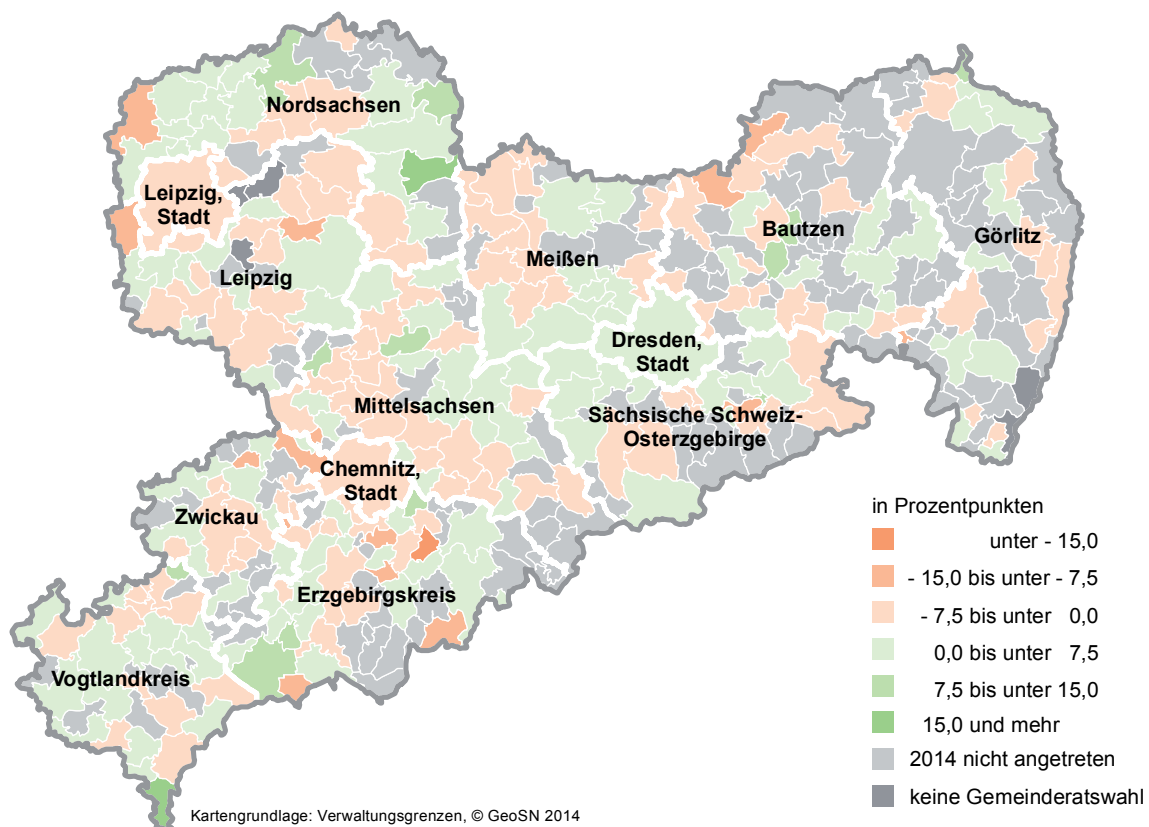 Nordsachsen
Leipzig,
Stadt
Leipzig
Meißen
Bautzen
Görlitz
Dresden,
Stadt
Mittelsachsen
Sächsische Schweiz-
Osterzgebirge
Chemnitz,
Stadt
Zwickau
Erzgebirgskreis
Vogtlandkreis
in Prozentpunkten
unter - 15,0
- 15,0 bis unter - 7,5
- 7,5 bis unter 0,0
0,0 bis unter 7,5
7,5 bis unter 15,0
15,0 und mehr
2014 nicht angetreten
keine Gemeinderatswahl
Kartengrundlage: Verwaltungsgrenzen, © GeoSN 2014